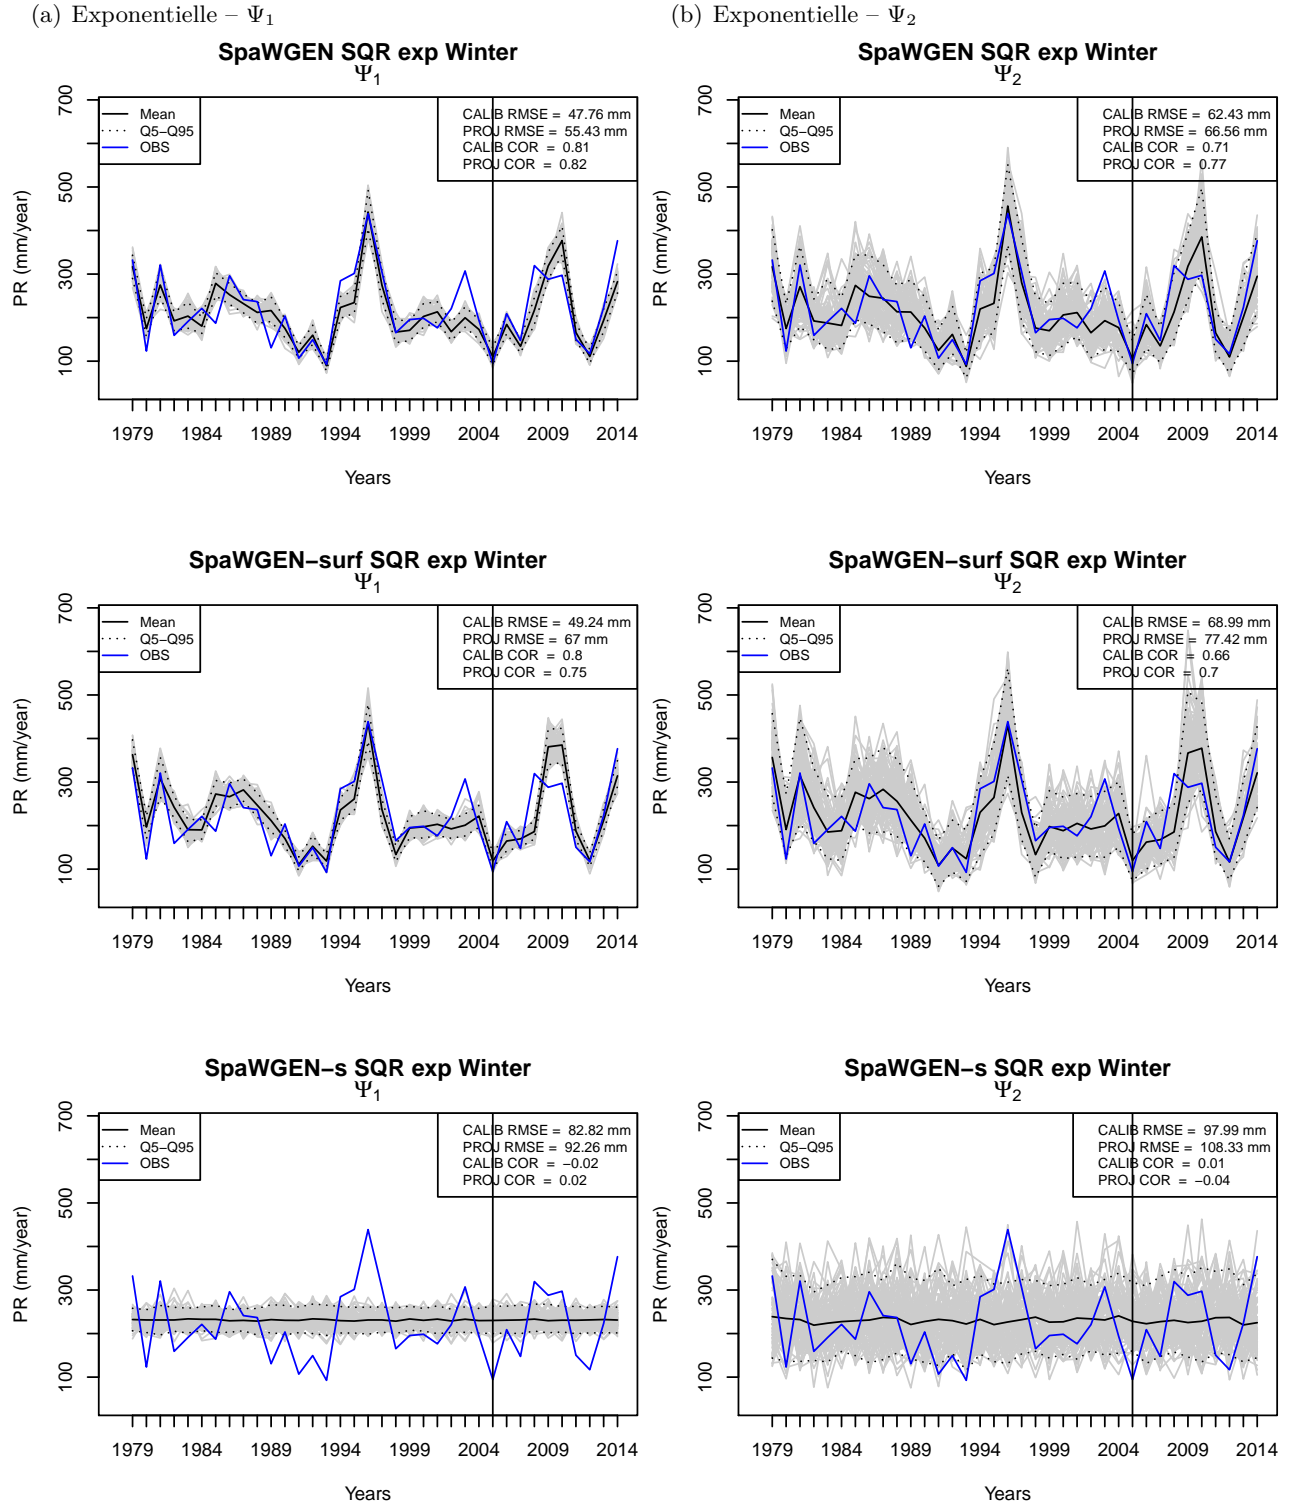 (a) Exponentielle – Ψ1
(b) Exponentielle – Ψ2
SpaWGEN SQR exp Winter
Ψ1
PR (mm/year)
700
500
300
100
Mean
Q5−Q95
OBS
CALIB RMSE = 47.76 mm
PROJ RMSE = 55.43 mm
CALIB COR = 0.81
PROJ COR = 0.82
1979 1984 1989 1994 1999 2004 2009 2014
Years
SpaWGEN SQR exp Winter
Ψ2
PR (mm/year)
700
500
300
100
Mean
Q5−Q95
OBS
CALIB RMSE = 62.43 mm
PROJ RMSE = 66.56 mm
CALIB COR = 0.71
PROJ COR = 0.77
1979 1984 1989 1994 1999 2004 2009 2014
Years
SpaWGEN−surf SQR exp Winter
Ψ1
PR (mm/year)
700
500
300
100
Mean
Q5−Q95
OBS
CALIB RMSE = 49.24 mm
PROJ RMSE = 67 mm
CALIB COR = 0.8
PROJ COR = 0.75
1979 1984 1989 1994 1999 2004 2009 2014
Years
SpaWGEN−surf SQR exp Winter
Ψ2
PR (mm/year)
700
500
300
100
Mean
Q5−Q95
OBS
CALIB RMSE = 68.99 mm
PROJ RMSE = 77.42 mm
CALIB COR = 0.66
PROJ COR = 0.7
1979 1984 1989 1994 1999 2004 2009 2014
Years
SpaWGEN−s SQR exp Winter
Ψ1
PR (mm/year)
700
500
300
100
Mean
Q5−Q95
OBS
CALIB RMSE = 82.82 mm
PROJ RMSE = 92.26 mm
CALIB COR = −0.02
PROJ COR = 0.02
1979 1984 1989 1994 1999 2004 2009 2014
Years
SpaWGEN−s SQR exp Winter
Ψ2
PR (mm/year)
700
500
300
100
Mean
Q5−Q95
OBS
CALIB RMSE = 97.99 mm
PROJ RMSE = 108.33 mm
CALIB COR = 0.01
PROJ COR = −0.04
1979 1984 1989 1994 1999 2004 2009 2014
Years